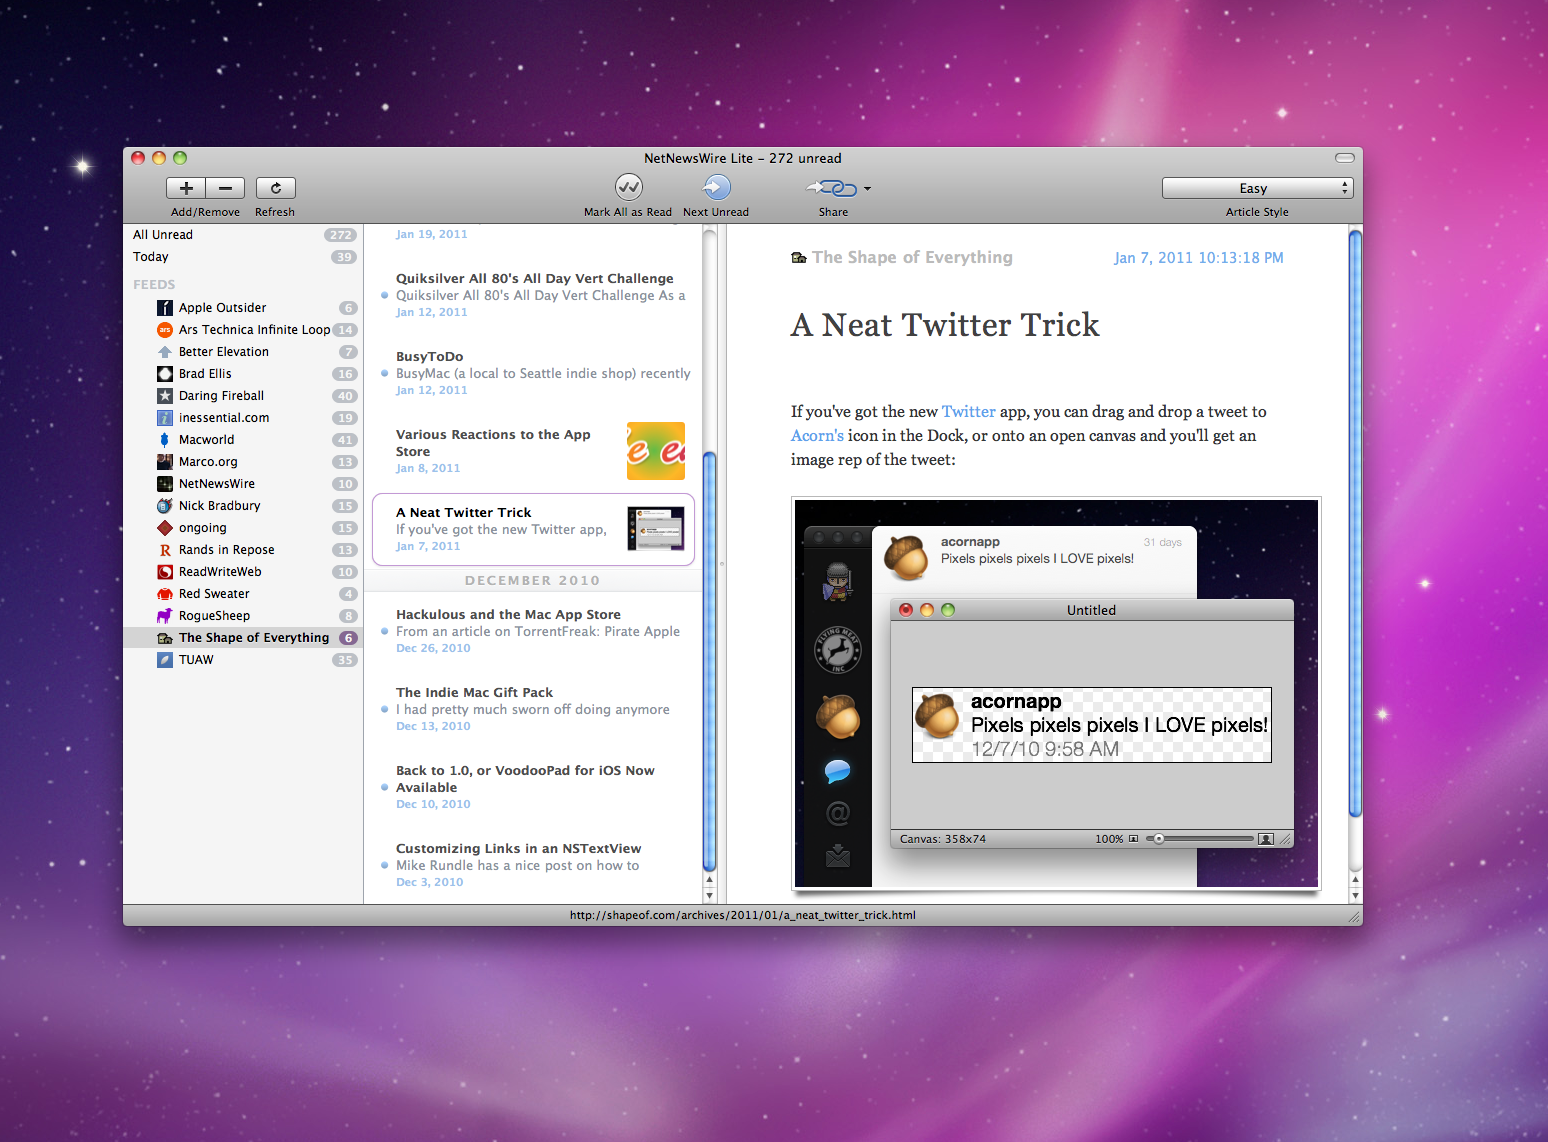 NetNewsWire Lite – 272 unread
Add/Remove
Refresh
Mark All as Read
Next Unread
Share
Easy
Article Style
All Unread 272
Today 39
FEEDS
Apple Outsider 6
ars Ars Technica Infinite Loop 14
Better Elevation 7
Brad Ellis 16
Daring Fireball 40
inessential.com 19
Macworld 41
Marco.org 13
NetNewsWire 10
Nick Bradbury 15
ongoing 15
R Rands in Repose 13
ReadWriteWeb 10
Red Sweater 4
RogueSheep 8
The Shape of Everything 6
TUAW 35
Jan 19, 2011
Quiksilver All 80's All Day Vert Challenge
Quiksilver All 80's All Day Vert Challenge As a
Jan 12, 2011
BusyToDo
BusyMac (a local to Seattle indie shop) recently
Jan 12, 2011
Various Reactions to the App
Store
Jan 8, 2011
A Neat Twitter Trick
If you've got the new Twitter app,
Jan 7, 2011
DECEMBER 2010
Hackulous and the Mac App Store
From an article on TorrentFreak: Pirate Apple
Dec 26, 2010
The Indie Mac Gift Pack
I had pretty much sworn off doing anymore
Dec 13, 2010
Back to 1.0, or VoodooPad for iOS Now
Available
Dec 10, 2010
Customizing Links in an NSTextView
Mike Rundle has a nice post on how to
Dec 3, 2010
The Shape of Everything
Jan 7, 2011 10:13:18 PM
A Neat Twitter Trick
If you've got the new Twitter app, you can drag and drop a tweet to
Acorn's icon in the Dock, or onto an open canvas and you'll get an
image rep of the tweet:
acornapp 31 days
Pixels pixels pixels I LOVE pixels!
FLYING MEAT
INC
@
Untitled
acornapp
Pixels pixels pixels I LOVE pixels!
12/7/10 9:58 AM
Canvas: 358x74
100%
http://shapeof.com/archives/2011/01/a_neat_twitter_trick.html